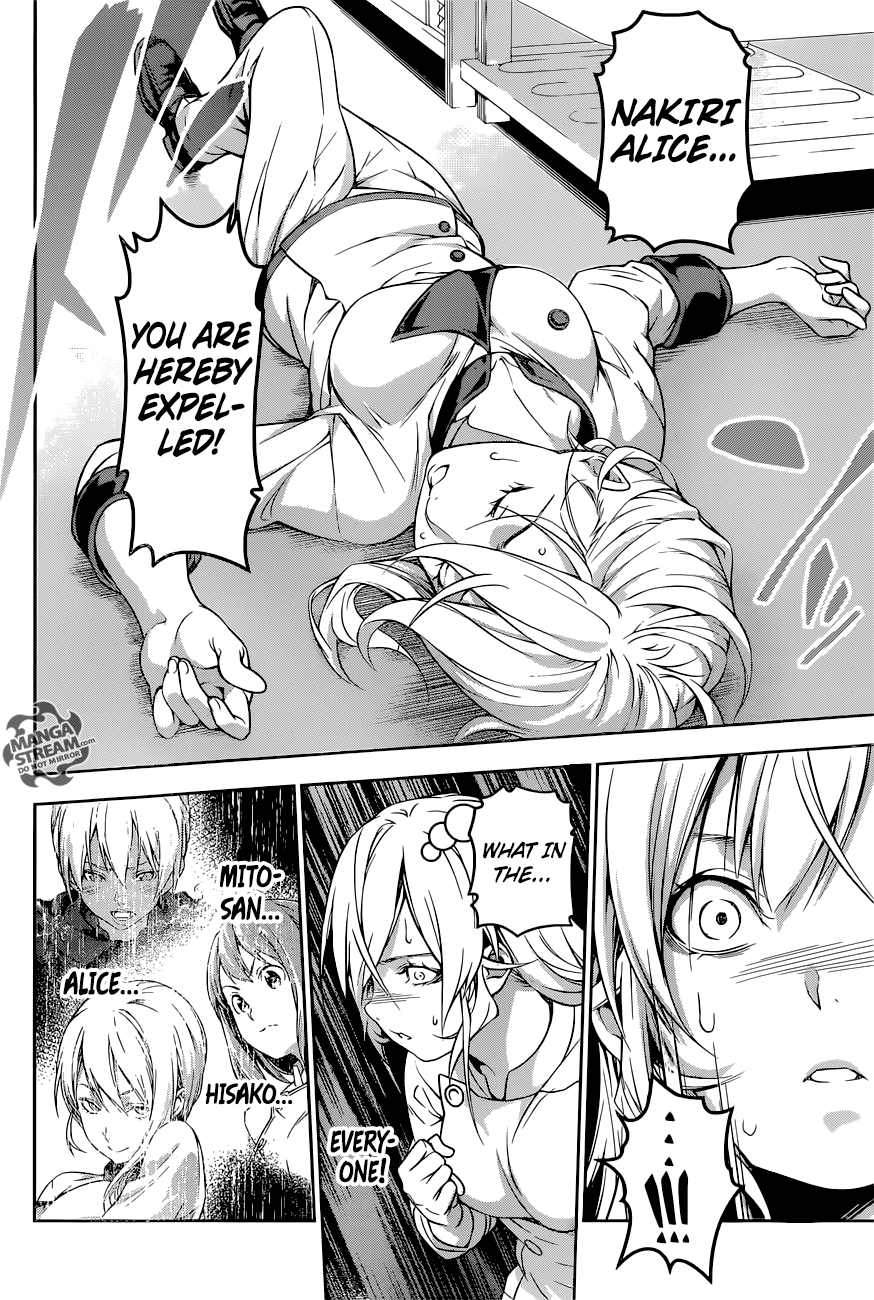 NAKIRI
ALICE...
YOU ARE
HEREBY
EXPEL-
LED!
...!!!
WHAT IN
THE...
EVERY-
ONE!
MITO-
SAN...
ALICE...
HISAKO...
MANGA
STREAM.com
DO NOT MIRROR